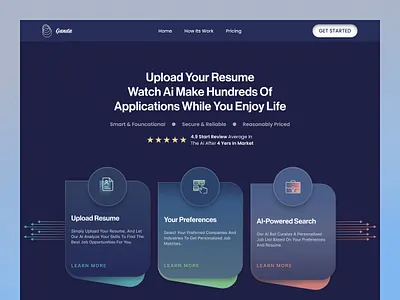 Ganda
Home
How its Work
Pricing
GET STARTED
Upload Your Resume
Watch Ai Make Hundreds Of
Applications While You Enjoy Life
Smart & Founcational
Secure & Reliable
Reasonably Priced
4.9 Start Review Average In
The AI After 4 Yers In Market
Upload Resume
Simply Upload Your Resume, And Let
Our AI Analyze Your Skills To Find The
Best Job Opportunities For You.
LEARN MORE
Your Preferences
Select Your Preferred Companies And
Industries To Get Personalized Job
Matches.
LEARN MORE
AI-Powered Search
Our AI Bot Curates A Personalized
Job List Based On Your Preferences
And Resume.
LEARN MORE